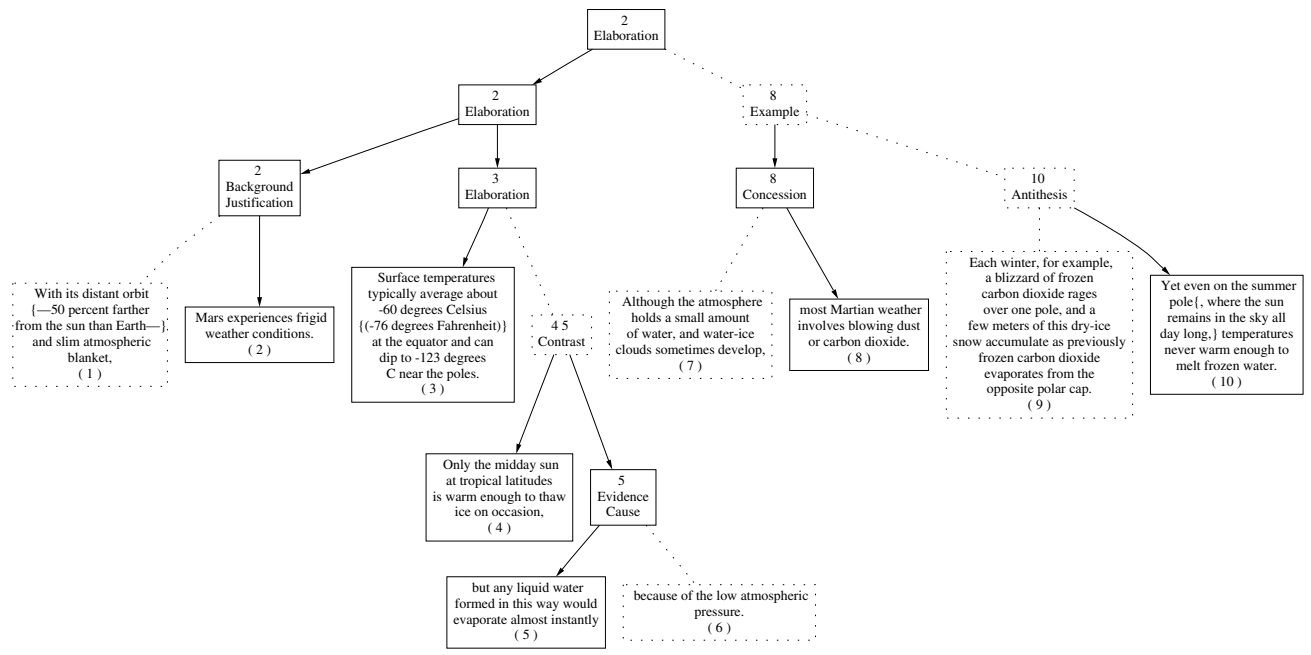 2
Elaboration
2
Elaboration
8
Example
2
Background
Justification
3
Elaboration
8
Concession
10
Antithesis
With its distant orbit
{—50 percent farther
from the sun than Earth—}
and slim atmospheric
blanket,
( 1 )
Mars experiences frigid
weather conditions.
( 2 )
Surface temperatures
typically average about
-60 degrees Celsius
{(-76 degrees Fahrenheit)}
at the equator and can
dip to -123 degrees
C near the poles.
( 3 )
4 5
Contrast
Although the atmosphere
holds a small amount
of water, and water-ice
clouds sometimes develop,
( 7 )
most Martian weather
involves blowing dust
or carbon dioxide.
( 8 )
Each winter, for example,
a blizzard of frozen
carbon dioxide rages
over one pole, and a
few meters of this dry-ice
snow accumulate as previously
frozen carbon dioxide
evaporates from the
opposite polar cap.
( 9 )
Yet even on the summer
pole{, where the sun
remains in the sky all
day long,} temperatures
never warm enough to
melt frozen water.
( 10 )
Only the midday sun
at tropical latitudes
is warm enough to thaw
ice on occasion,
( 4 )
5
Evidence
Cause
but any liquid water
formed in this way would
evaporate almost instantly
( 5 )
because of the low atmospheric
pressure.
( 6 )